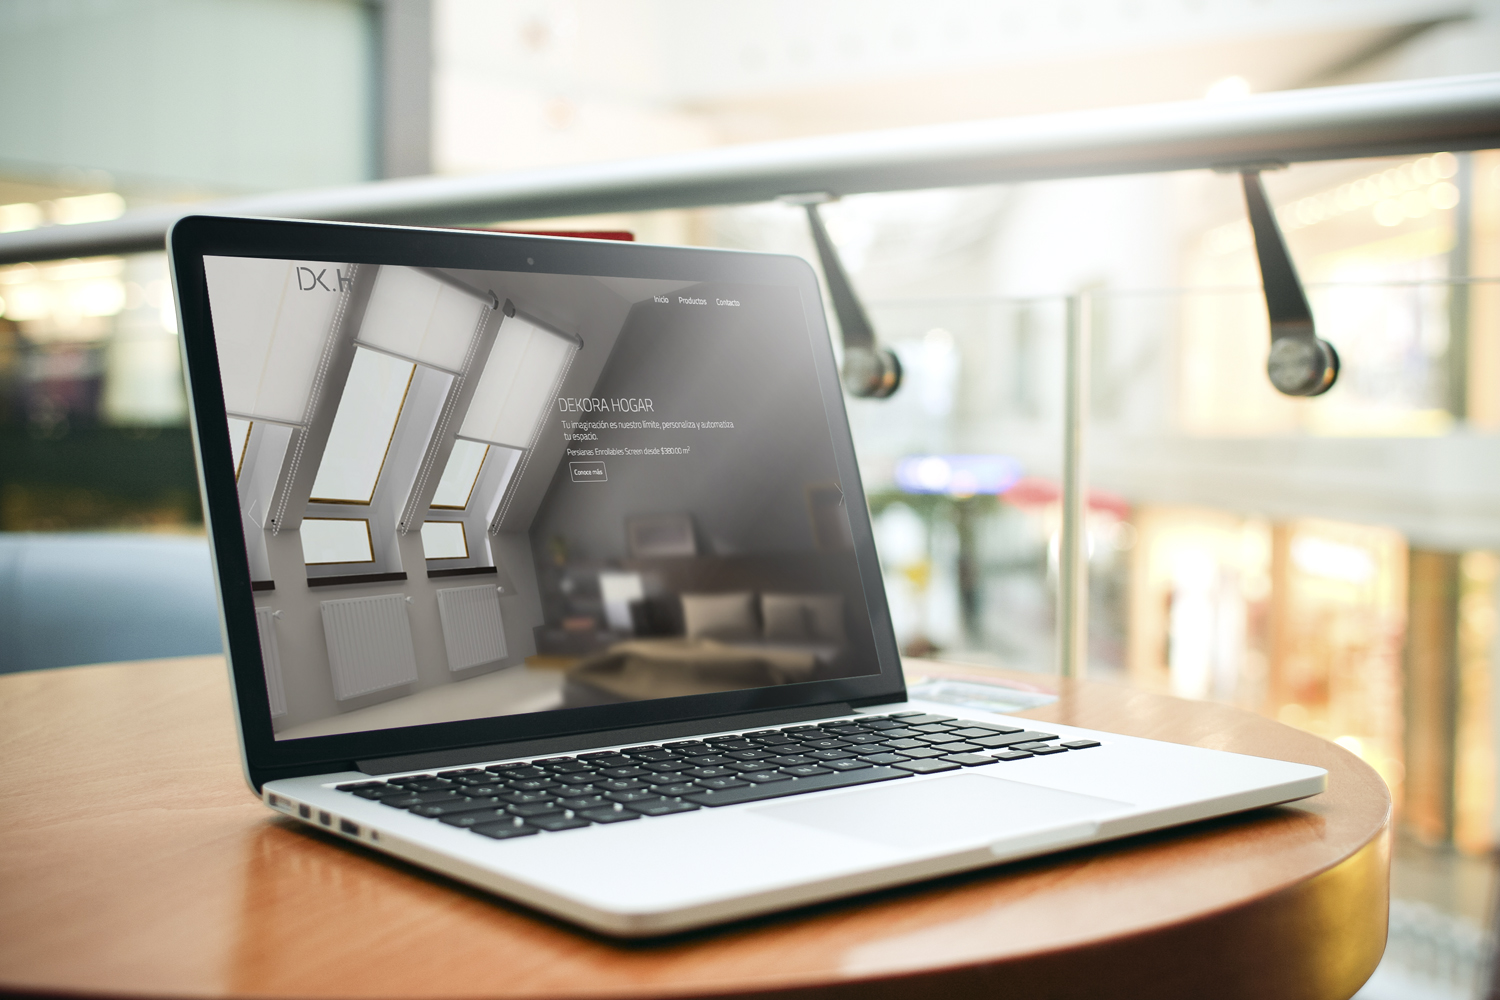 DK.H
Inicio Productos Contacto
DEKORA HOGAR
Tu imaginación es nuestro límite, personaliza y automatiza
tu espacio.
Persianas Enrollables Screen desde $380.00 m²
Conoce más